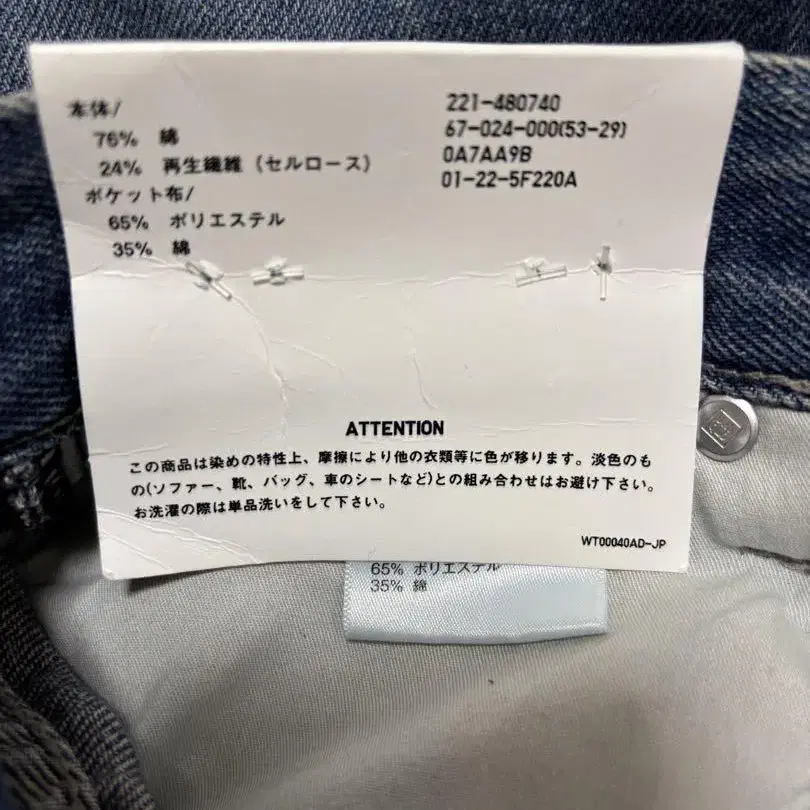 本体/
76% 綿
24% 再生繊維 (セルロース)
ポケット布/
65% ポリエステル
35% 綿
221-480740
67-024-000(53-29)
0A7AA9B
01-22-5F220A
ATTENTION
この商品は染めの特性上、摩擦により他の衣類等に色が移ります。淡色のも
の(ソファー、靴、バッグ、車のシートなど)との組み合わせはお避け下さい。
お洗濯の際は単品洗いをして下さい。
WT00040AD-JP
65% ポリエステル
35% 綿